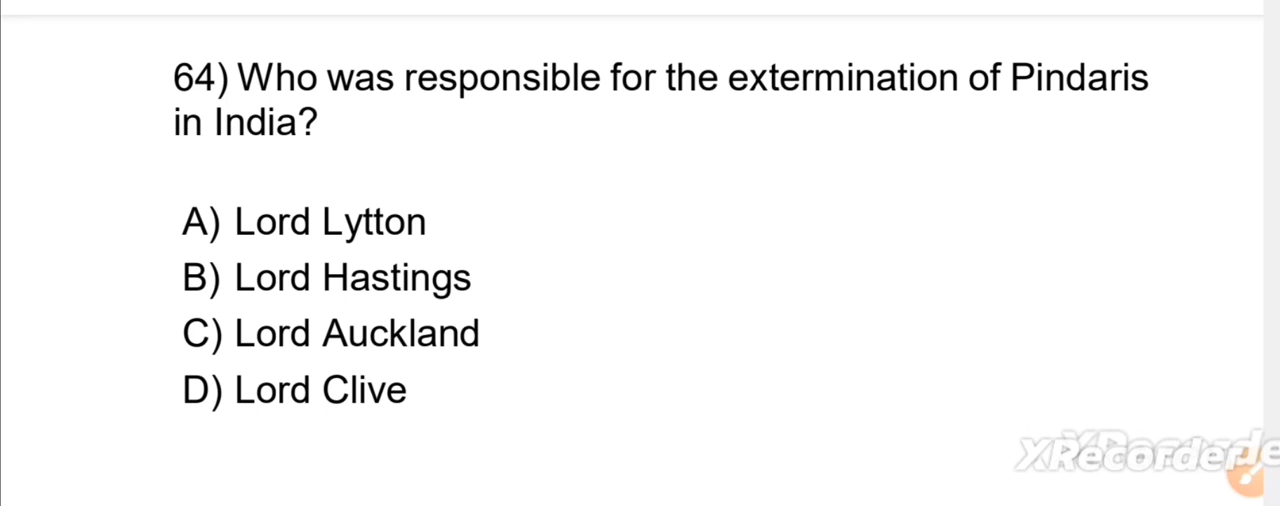 64) Who was responsible for the extermination of Pindaris
in India?
A) Lord Lytton
B) Lord Hastings
C) Lord Auckland
D) Lord Clive
XRecorder